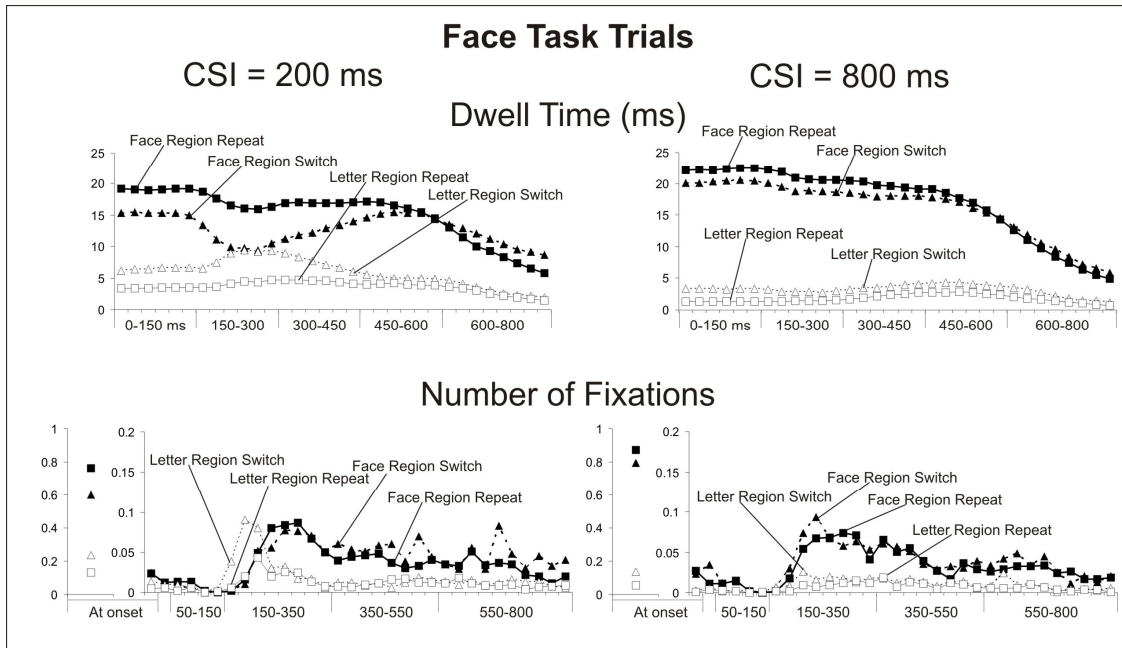 Face Task Trials
CSI = 200 ms
CSI = 800 ms
Dwell Time (ms)
Face Region Repeat
Face Region Switch
Letter Region Repeat
Letter Region Switch
25
20
15
10
5
0
0-150 ms 150-300 300-450 450-600 600-800
Face Region Repeat
Face Region Switch
Letter Region Repeat
Letter Region Switch
25
20
15
10
5
0
0-150 ms 150-300 300-450 450-600 600-800
Number of Fixations
1
0.8
0.6
0.4
0.2
0
At onset
0.2
0.15
0.1
0.05
0
Letter Region Switch
Letter Region Repeat
Face Region Switch
Face Region Repeat
50-150 150-350 350-550 550-800
1
0.8
0.6
0.4
0.2
0
At onset
0.2
0.15
0.1
0.05
0
Face Region Switch
Letter Region Switch
Face Region Repeat
Letter Region Repeat
50-150 150-350 350-550 550-800